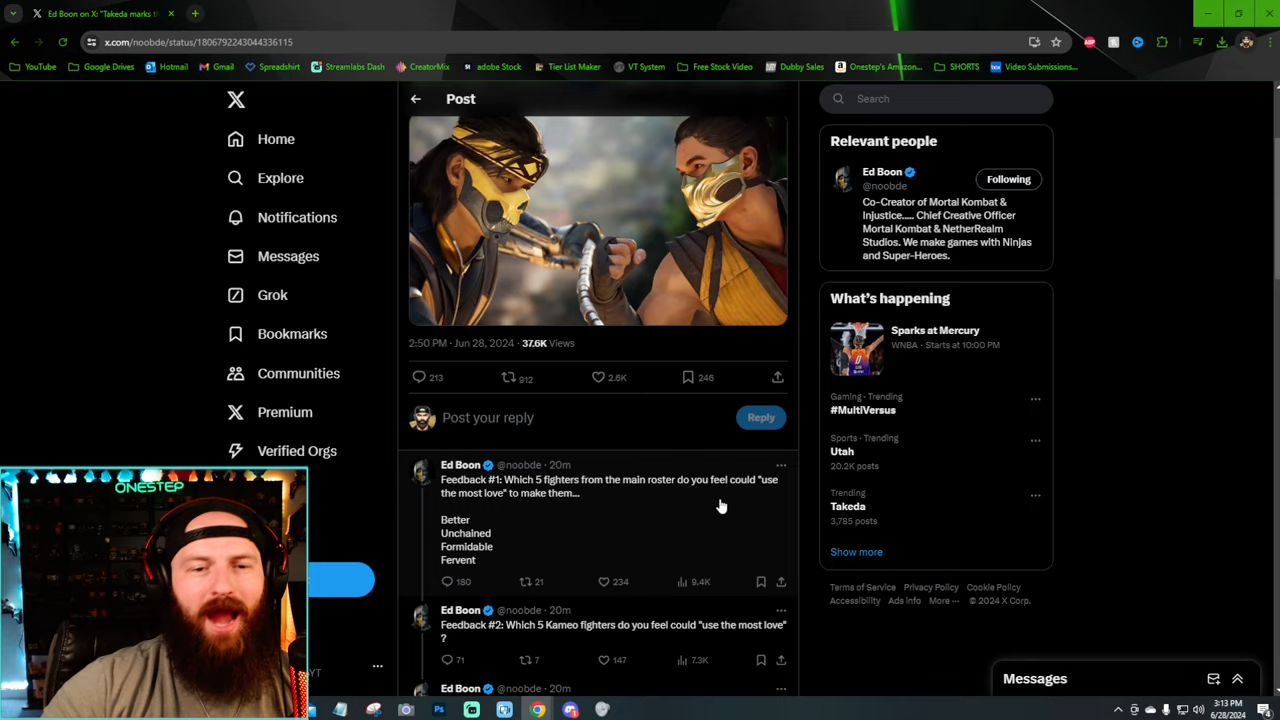 Ed Boon on X: "Takeda marks t
x.com/noobde/status/1806792243044336115
YouTube
Google Drives
Hotmail
Gmail
Spreadshirt
Streamlabs Dash
CreatorMix
adobe Stock
Tier List Maker
VT System
Free Stock Video
Dubby Sales
Onestep's Amazon...
SHORTS
Video Submissions...
Home
Explore
Notifications
Messages
Grok
Bookmarks
Communities
Premium
Verified Orgs
ONESTEP
YT
Post
2:50 PM · Jun 28, 2024 · 37.6K Views
213 912 2.6K 246
Post your reply
Reply
Ed Boon @noobde · 20m
Feedback #1: Which 5 fighters from the main roster do you feel could "use
the most love" to make them...
Better
Unchained
Formidable
Fervent
180 21 234 9.4K
Ed Boon @noobde · 20m
Feedback #2: Which 5 Kameo fighters do you feel could "use the most love"
?
71 7 147 7.3K
Ed Boon @noobde · 20m
Search
Relevant people
Ed Boon
@noobde
Following
Co-Creator of Mortal Kombat &
Injustice..... Chief Creative Officer
Mortal Kombat & NetherRealm
Studios. We make games with Ninjas
and Super-Heroes.
What's happening
Sparks at Mercury
WNBA · Starts at 10:00 PM
Gaming · Trending
#MultiVersus
Sports · Trending
Utah
20.2K posts
Trending
Takeda
3,785 posts
Show more
Terms of Service Privacy Policy Cookie Policy
Accessibility Ads info More ··· © 2024 X Corp.
Messages
3:13 PM
6/28/2024